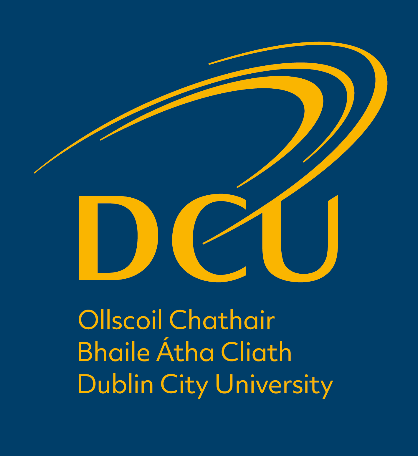 DCU
Ollscoil Chathair
Bhaile Átha Cliath
Dublin City University